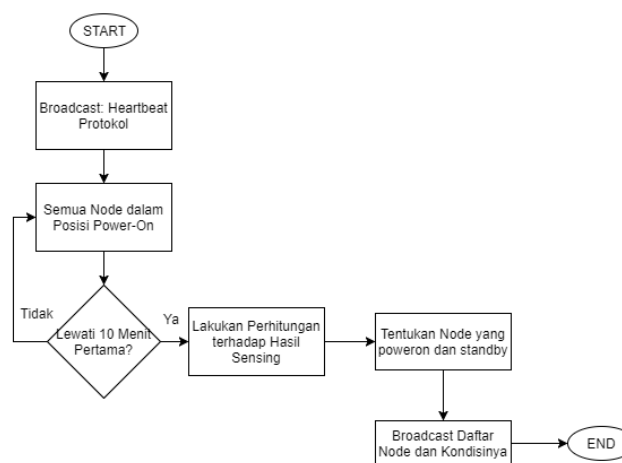 START
Broadcast: Heartbeat
Protokol
Semua Node dalam
Posisi Power-On
Tidak
Lewati 10 Menit
Pertama?
Ya
Lakukan Perhitungan
terhadap Hasil
Sensing
Tentukan Node yang
poweron dan standby
Broadcast Daftar
Node dan Kondisinya
END